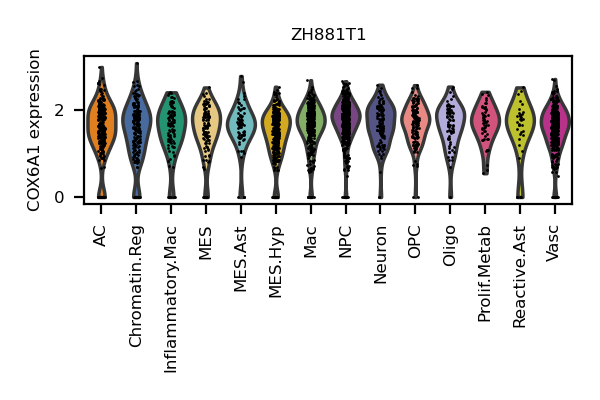 ZH881T1
COX6A1 expression
2
0
AC
Chromatin.Reg
Inflammatory.Mac
MES
MES.Ast
MES.Hyp
Mac
NPC
Neuron
OPC
Oligo
Prolif.Metab
Reactive.Ast
Vasc